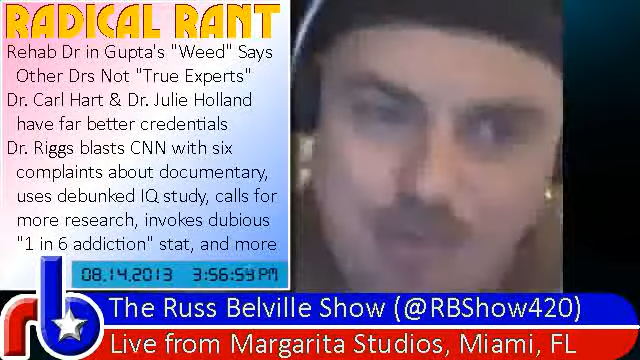 RADICAL RANT
Rehab Dr in Gupta's "Weed" Says
Other Drs Not "True Experts"
Dr. Carl Hart & Dr. Julie Holland
have far better credentials
Dr. Riggs blasts CNN with six
complaints about documentary,
uses debunked IQ study, calls for
more research, invokes dubious
"1 in 6 addiction" stat, and more
08.14.2013 3:56:59 PM
rb
The Russ Belville Show (@RBShow420)
Live from Margarita Studios, Miami, FL